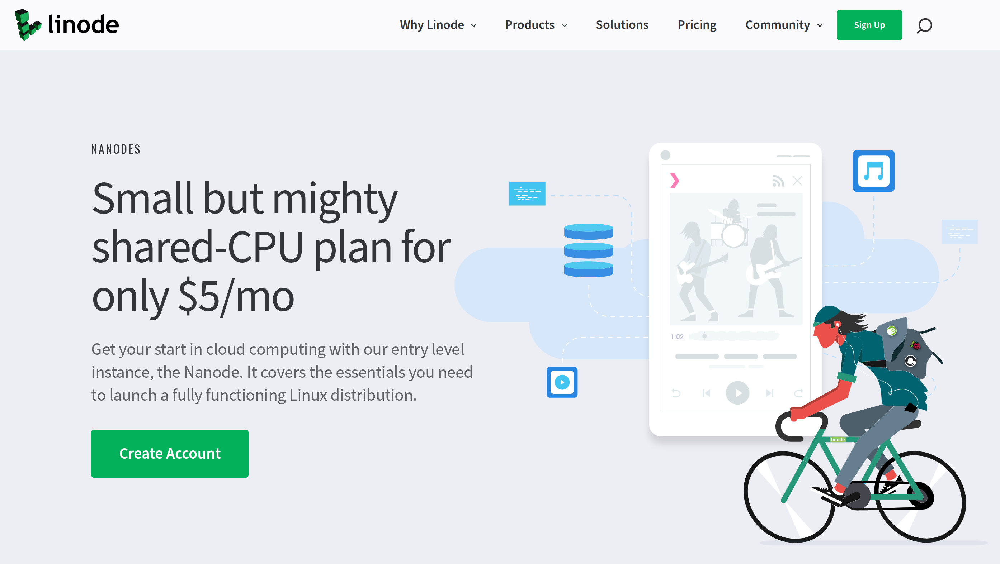 linode
Why Linode
Products
Solutions
Pricing
Community
Sign Up
NANODES
Small but mighty
shared-CPU plan for
only $5/mo
Get your start in cloud computing with our entry level
instance, the Nanode. It covers the essentials you need
to launch a fully functioning Linux distribution.
Create Account
1:02
linode